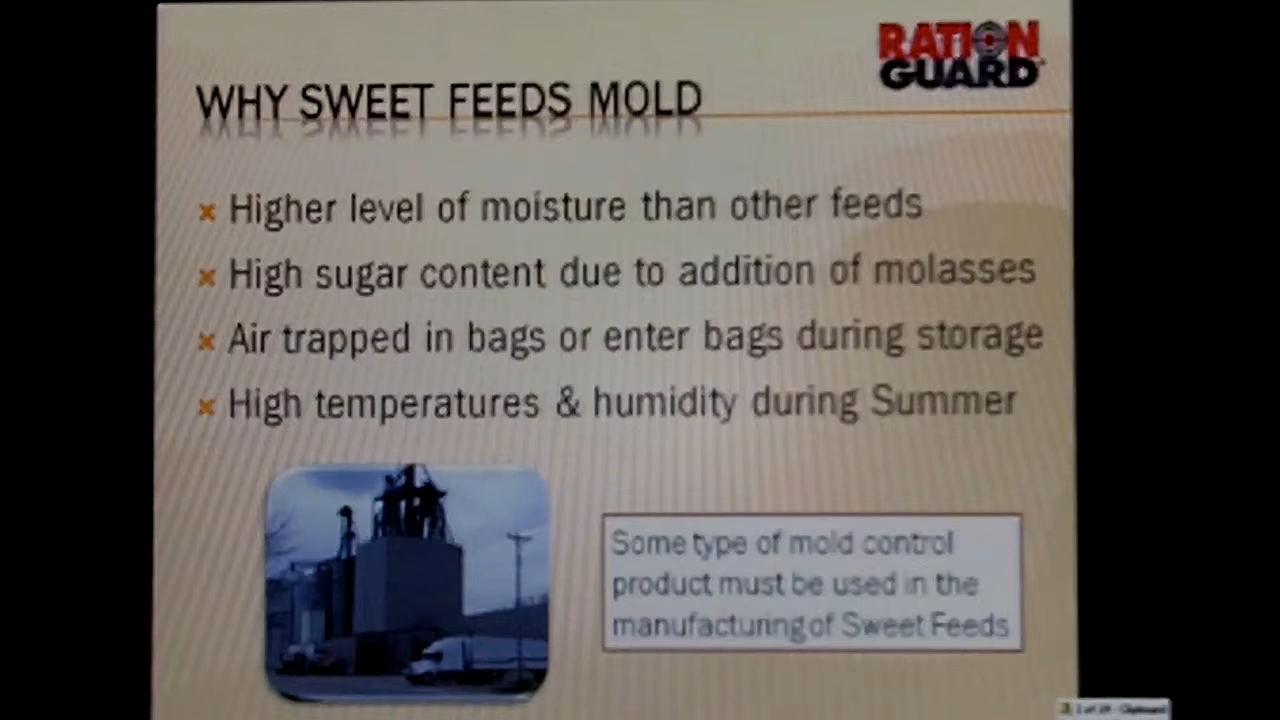 RATION
GUARD
WHY SWEET FEEDS MOLD
Higher level of moisture than other feeds
High sugar content due to addition of molasses
Air trapped in bags or enter bags during storage
High temperatures & humidity during Summer
Some type of mold control
product must be used in the
manufacturing of Sweet Feeds